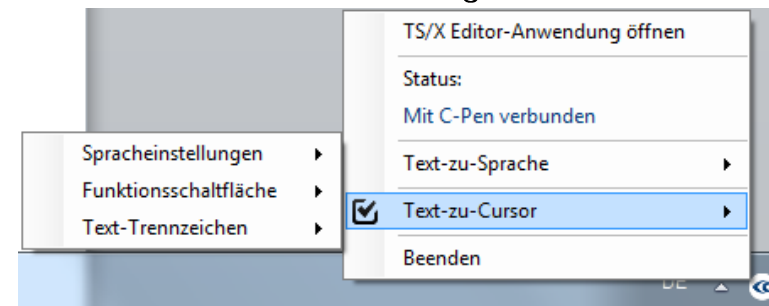 TS/X Editor-Anwendung öffnen
Status:
Mit C-Pen verbunden
Text-zu-Sprache
Text-zu-Cursor
Beenden
Spracheinstellungen
Funktionsschaltfläche
Text-Trennzeichen
DE